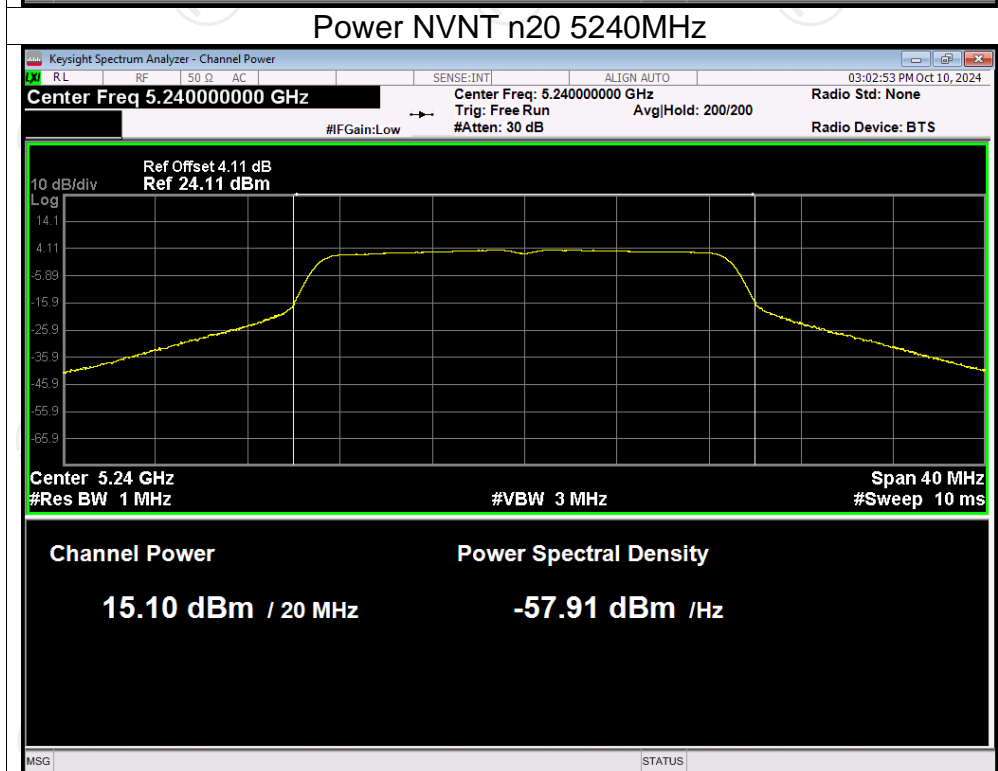 Power NVNT n20 5240MHz
Keysight Spectrum Analyzer - Channel Power
LXI RL RF 50 Ω AC SENSE:INT ALIGN AUTO 03:02:53 PM Oct 10, 2024
Center Freq 5.240000000 GHz Center Freq: 5.240000000 GHz Radio Std: None
Trig: Free Run Avg|Hold: 200/200
#IFGain:Low #Atten: 30 dB Radio Device: BTS
Ref Offset 4.11 dB
10 dB/div Ref 24.11 dBm
Log
14.1
4.11
-5.89
-15.9
-25.9
-35.9
-45.9
-55.9
-65.9
Center 5.24 GHz Span 40 MHz
#Res BW 1 MHz #VBW 3 MHz #Sweep 10 ms
Channel Power Power Spectral Density
15.10 dBm / 20 MHz -57.91 dBm /Hz
MSG STATUS